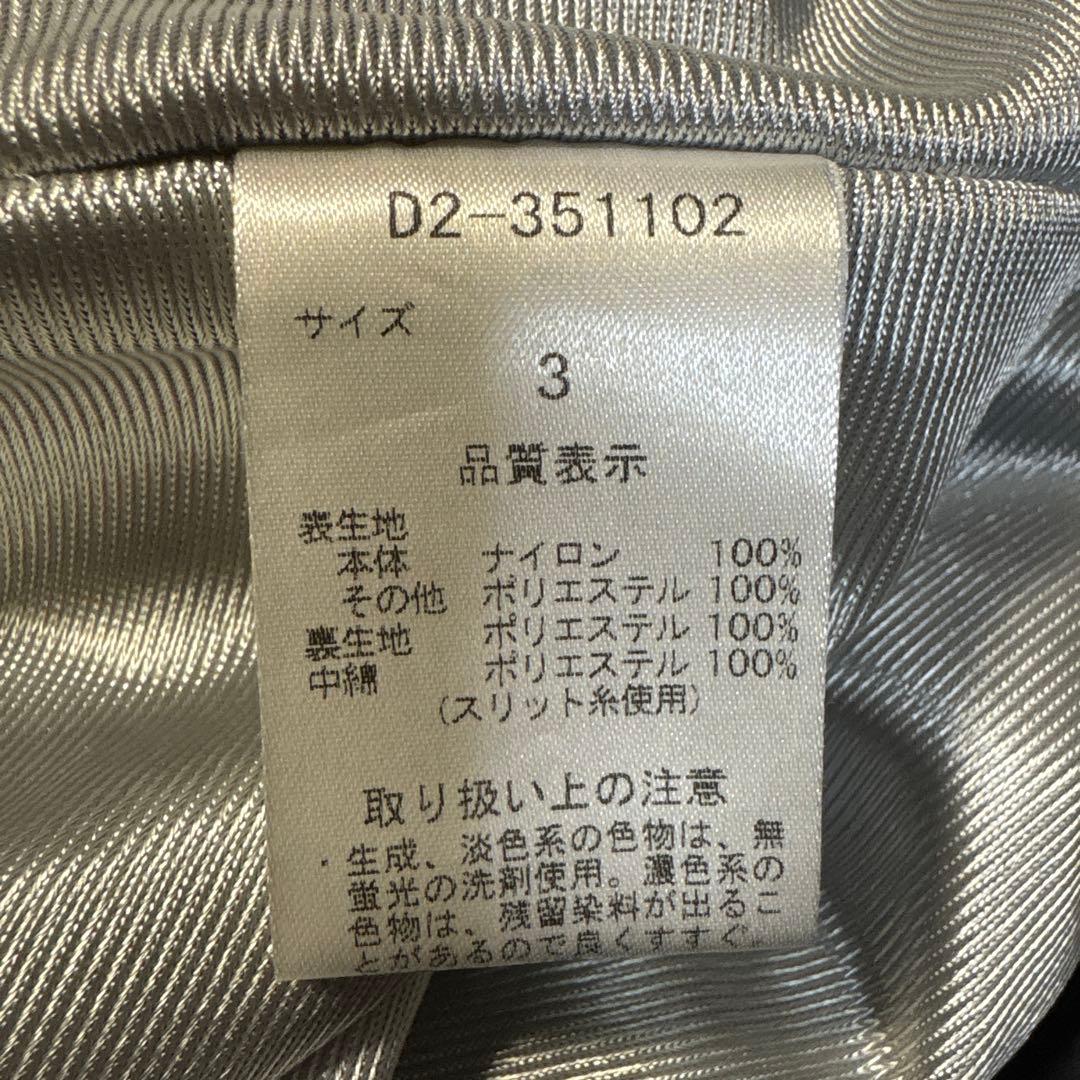 D2-351102
サイズ
3
品質表示
表生地
本体 ナイロン 100%
その他 ポリエステル 100%
裏生地 ポリエステル 100%
中綿 ポリエステル 100%
(スリット糸使用)
取り扱い上の注意
・生成、淡色系の色物は、無
蛍光の洗剤使用。濃色系の
色物は、残留染料が出るこ
とがあるので良くすすぐ。